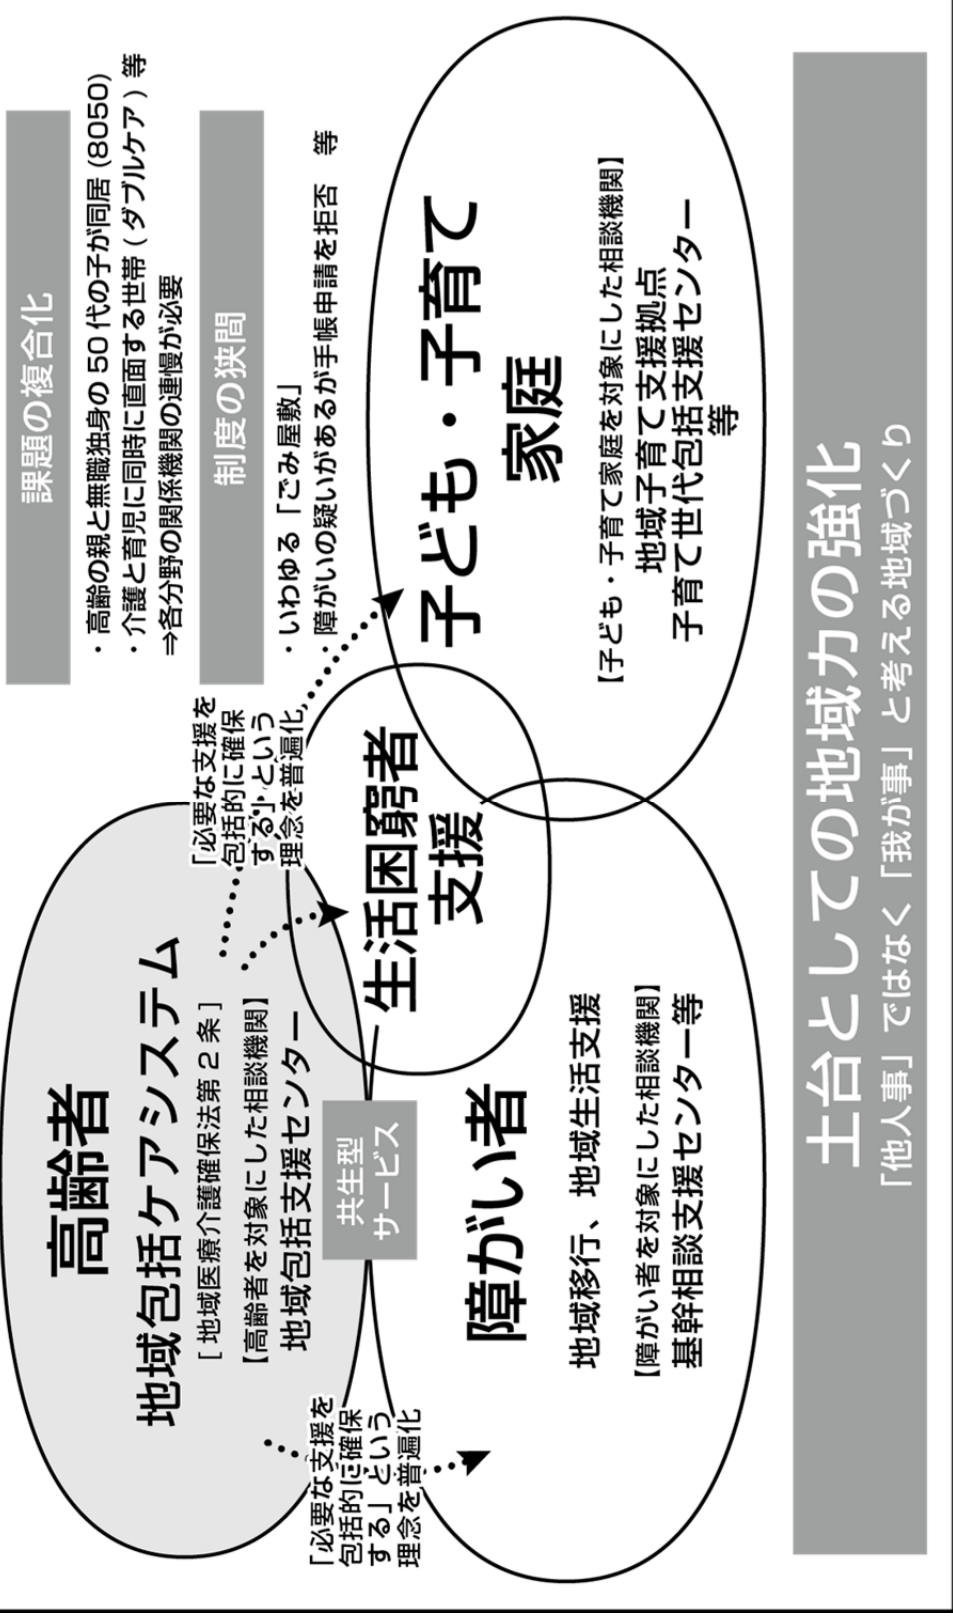 課題の複合化
・高齢の親と無職独身の50代の子が同居(8050)
・介護と育児に同時に直面する世帯(ダブルケア)等
⇒各分野の関係機関の連慢が必要
制度の狭間
・いわゆる「ごみ屋敷」
・障がいの疑いがあるが手帳申請を拒否 等
高齢者
地域包括ケアシステム
[地域医療介護確保法第2条]
【高齢者を対象にした相談機関】
地域包括支援センター
「必要な支援を
包括的に確保
する」という
理念を普遍化
共生型
サービス
生活困窮者
支援
「必要な支援を
包括的に確保
する」という
理念を普遍化
障がい者
地域移行、地域生活支援
【障がい者を対象にした相談機関】
基幹相談支援センター等
子ども・子育て
家庭
【子ども・子育て家庭を対象にした相談機関】
地域子育て支援拠点
子育て世代包括支援センター
等
土台としての地域力の強化
「他人事」ではなく「我が事」と考える地域づくり